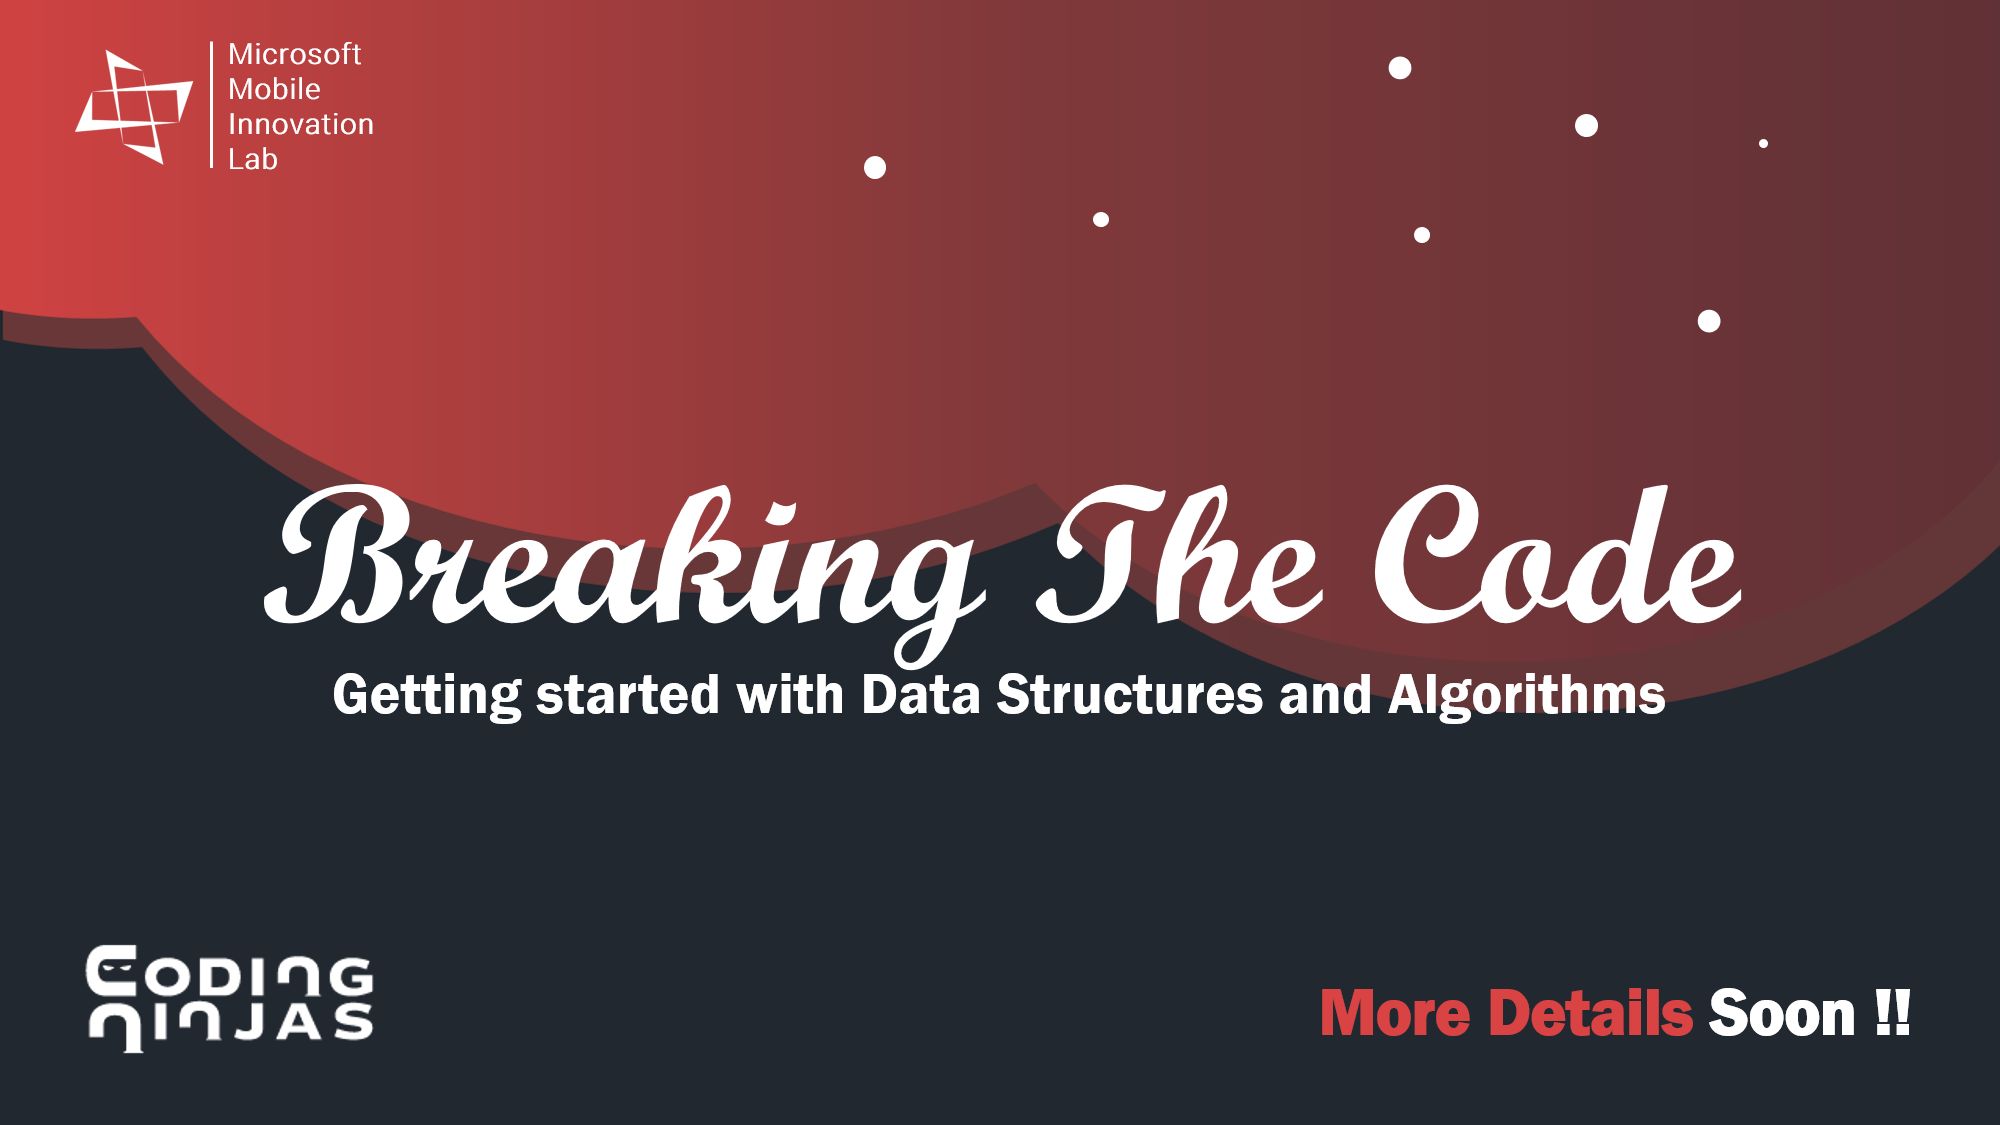 Microsoft
Mobile
Innovation
Lab
Breaking The Code
Getting started with Data Structures and Algorithms
CODING
NINJAS
More Details Soon !!